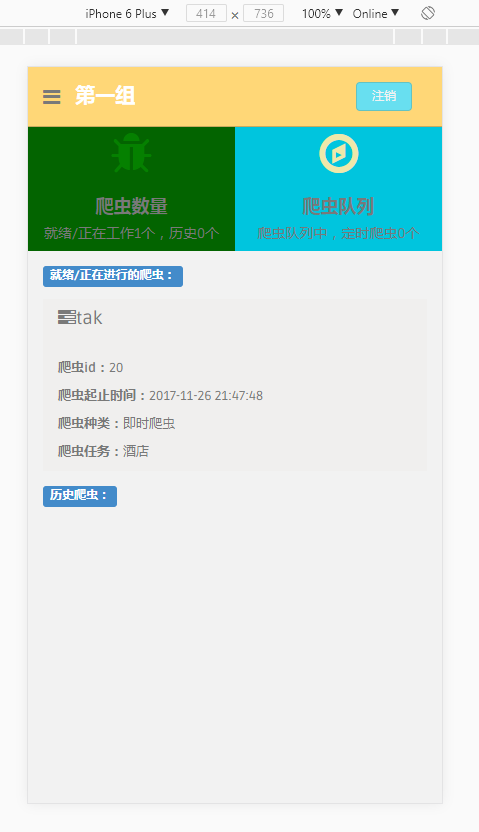 iPhone 6 Plus ▼ 414 × 736 100% ▼ Online ▼
第一组
注销
爬虫数量
就绪/正在工作1个，历史0个
爬虫队列
爬虫队列中，定时爬虫0个
就绪/正在进行的爬虫：
tak
爬虫id：20
爬虫起止时间：2017-11-26 21:47:48
爬虫种类：即时爬虫
爬虫任务：酒店
历史爬虫：